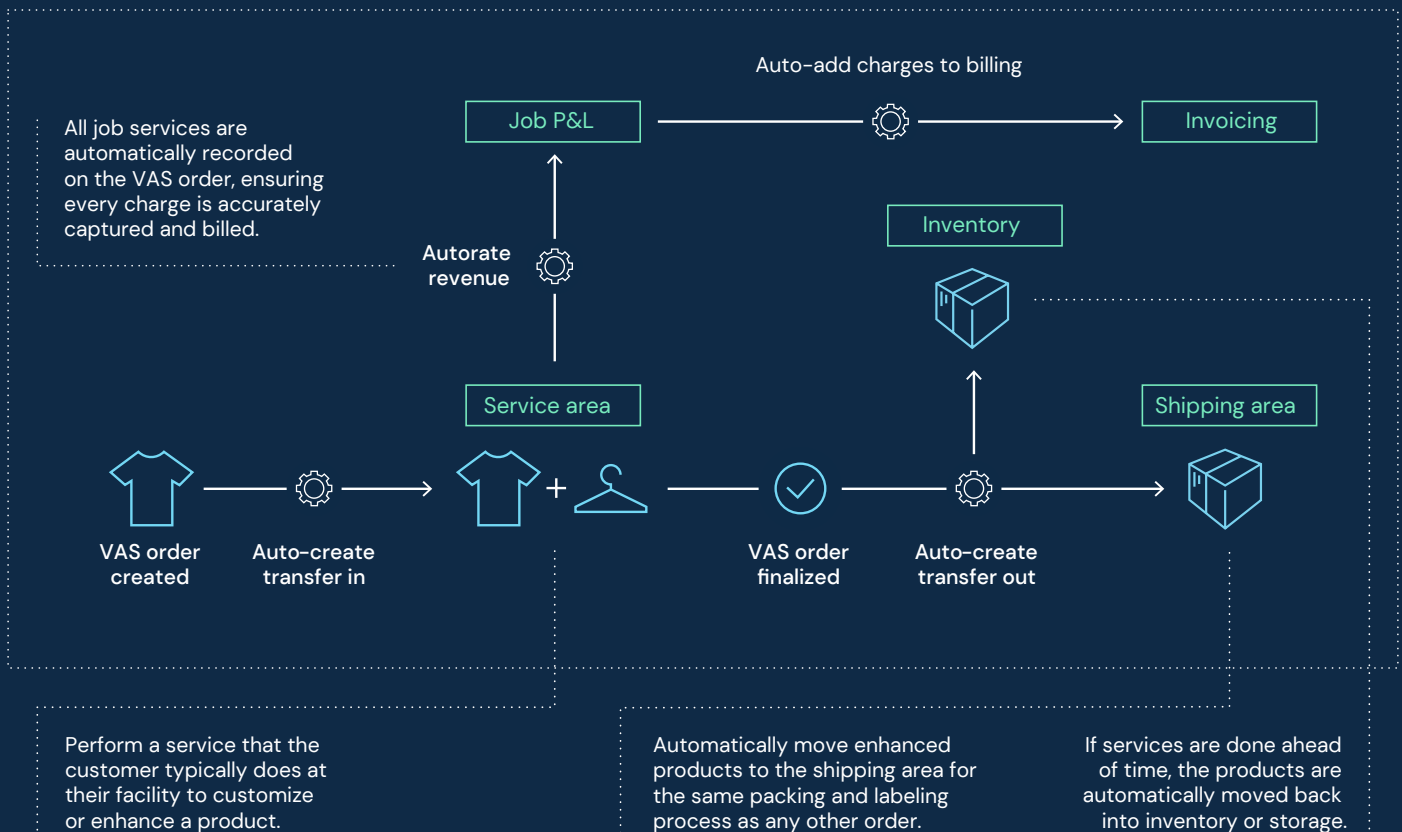 Auto-add charges to billing
Job P&L
Invoicing
All job services are
automatically recorded
on the VAS order, ensuring
every charge is accurately
captured and billed.
Inventory
Autorate
revenue
Service area
Shipping area
VAS order
created
Auto-create
transfer in
+
VAS order
finalized
Auto-create
transfer out
Perform a service that the
customer typically does at
their facility to customize
or enhance a product.
Automatically move enhanced
products to the shipping area for
the same packing and labeling
process as any other order.
If services are done ahead
of time, the products are
automatically moved back
into inventory or storage.